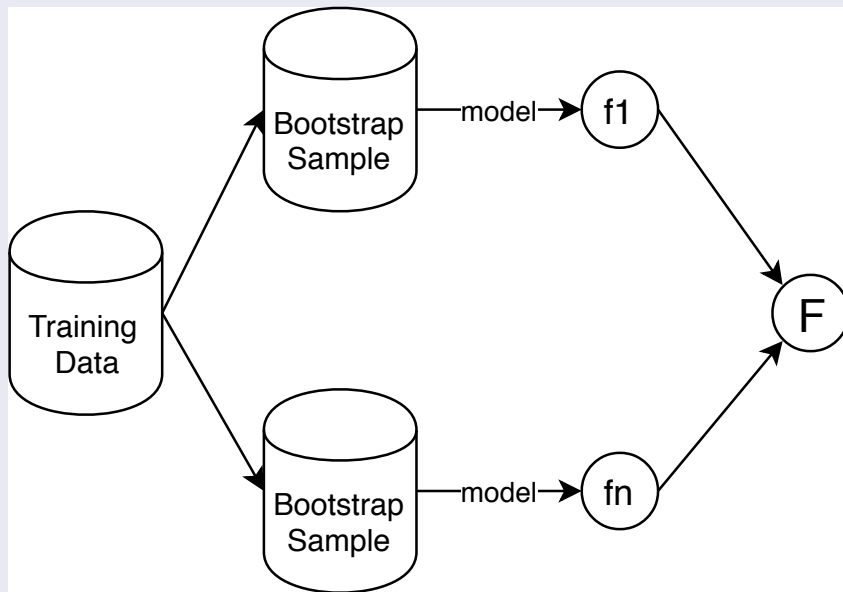 Bootstrap
Sample
model
f1
Training
Data
F
Bootstrap
Sample
model
fn